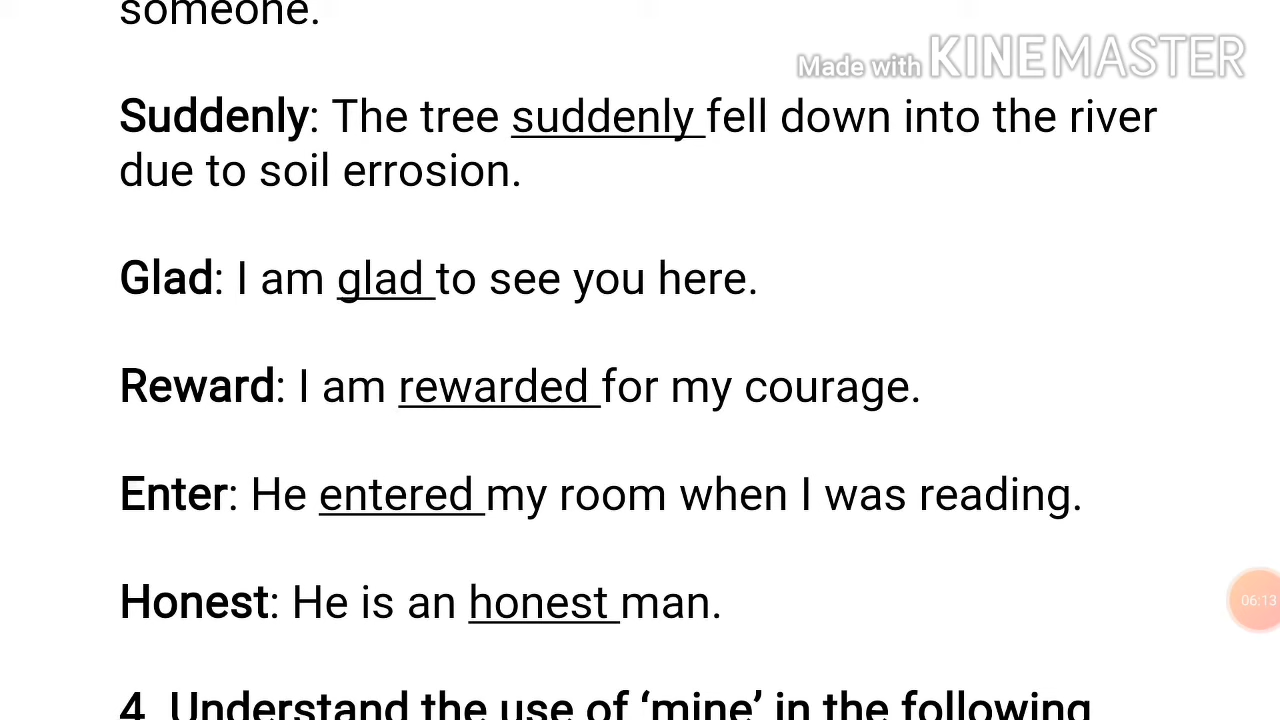 someone.
Made with KINEMASTER
Suddenly: The tree suddenly fell down into the river
due to soil errosion.
Glad: I am glad to see you here.
Reward: I am rewarded for my courage.
Enter: He entered my room when I was reading.
Honest: He is an honest man.
06:13
4. Understand the use of ‘mine’ in the following